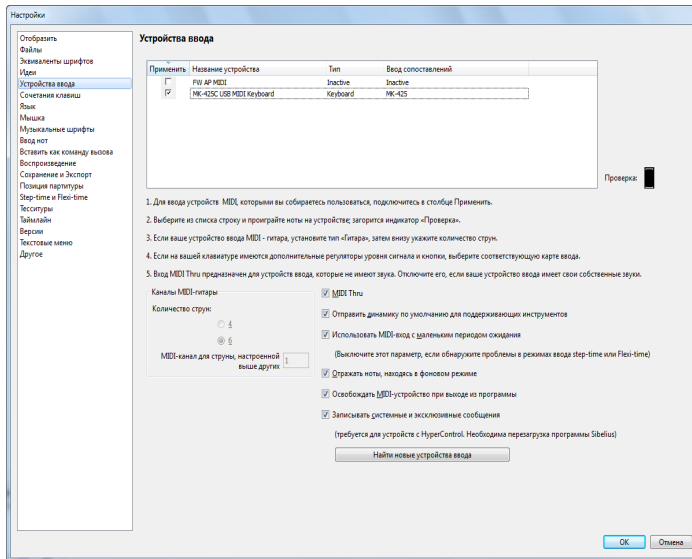 Настройки
Отобразить
Файлы
Эквиваленты шрифтов
Идеи
Устройства ввода
Сочетания клавиш
Язык
Мышка
Музыкальные шрифты
Ввод нот
Вставить как команду вызова
Воспроизведение
Сохранение и Экспорт
Позиция партитуры
Step-time и Flexi-time
Тесситуры
Таймлайн
Версии
Текстовые меню
Другое
Устройства ввода
Применить Название устройства Тип Ввод сопоставлений
FW AP MIDI Inactive Inactive
MK-425C USB MIDI Keyboard Keyboard MK-425
Проверка:
1. Для ввода устройств MIDI, которыми вы собираетесь пользоваться, подключитесь в столбце Применить.
2. Выберите из списка строку и проиграйте ноты на устройстве; загорится индикатор «Проверка».
3. Если ваше устройство ввода MIDI - гитара, установите тип «Гитара», затем внизу укажите количество струн.
4. Если на вашей клавиатуре имеются дополнительные регуляторы уровня сигнала и кнопки, выберите соответствующую карте ввода.
5. Вход MIDI Thru предназначен для устройств ввода, которые не имеют звука. Отключите его, если ваше устройство ввода имеет свои собственные звуки.
Каналы MIDI-гитары
Количество струн:
4
6
MIDI-канал для струны, настроенной выше других 1
MIDI Thru
Отправить динамику по умолчанию для поддерживающих инструментов
Использовать MIDI-вход с маленьким периодом ожидания
(Выключите этот параметр, если обнаружите проблемы в режимах ввода step-time или Flexi-time)
Отражать ноты, находясь в фоновом режиме
Освобождать MIDI-устройство при выходе из программы
Записывать системные и эксклюзивные сообщения
(требуется для устройств с HyperControl. Необходима перезагрузка программы Sibelius)
Найти новые устройства ввода
OK Отмена